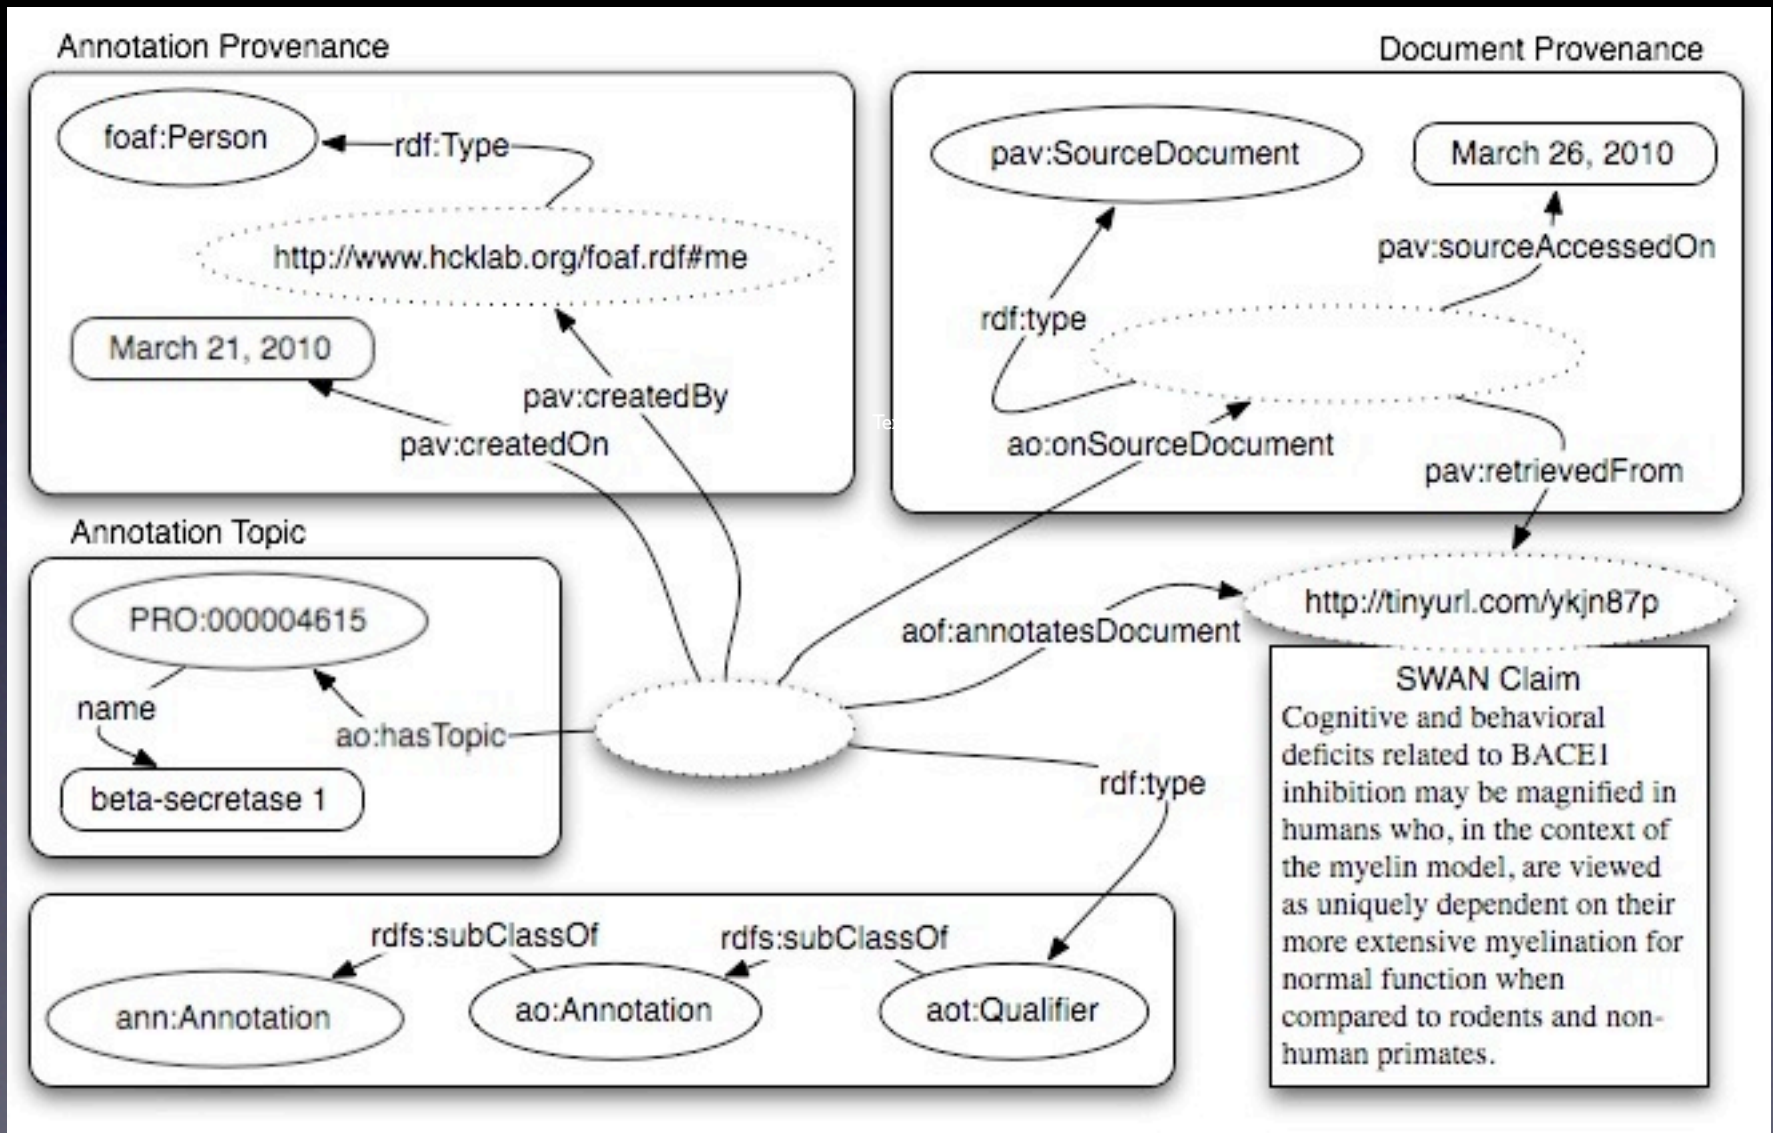 Annotation Provenance
Document Provenance
foaf:Person
rdf:Type
pav:SourceDocument
March 26, 2010
http://www.hcklab.org/foaf.rdf#me
pav:sourceAccessedOn
rdf:type
March 21, 2010
pav:createdBy
pav:createdOn
ao:onSourceDocument
pav:retrievedFrom
Annotation Topic
PRO:000004615
http://tinyurl.com/ykjn87p
aof:annotatesDocument
name
ao:hasTopic
beta-secretase 1
rdf:type
SWAN Claim
Cognitive and behavioral
deficits related to BACE1
inhibition may be magnified in
humans who, in the context of
the myelin model, are viewed
as uniquely dependent on their
more extensive myelination for
normal function when
compared to rodents and non-
human primates.
rdfs:subClassOf
rdfs:subClassOf
ann:Annotation
ao:Annotation
aot:Qualifier